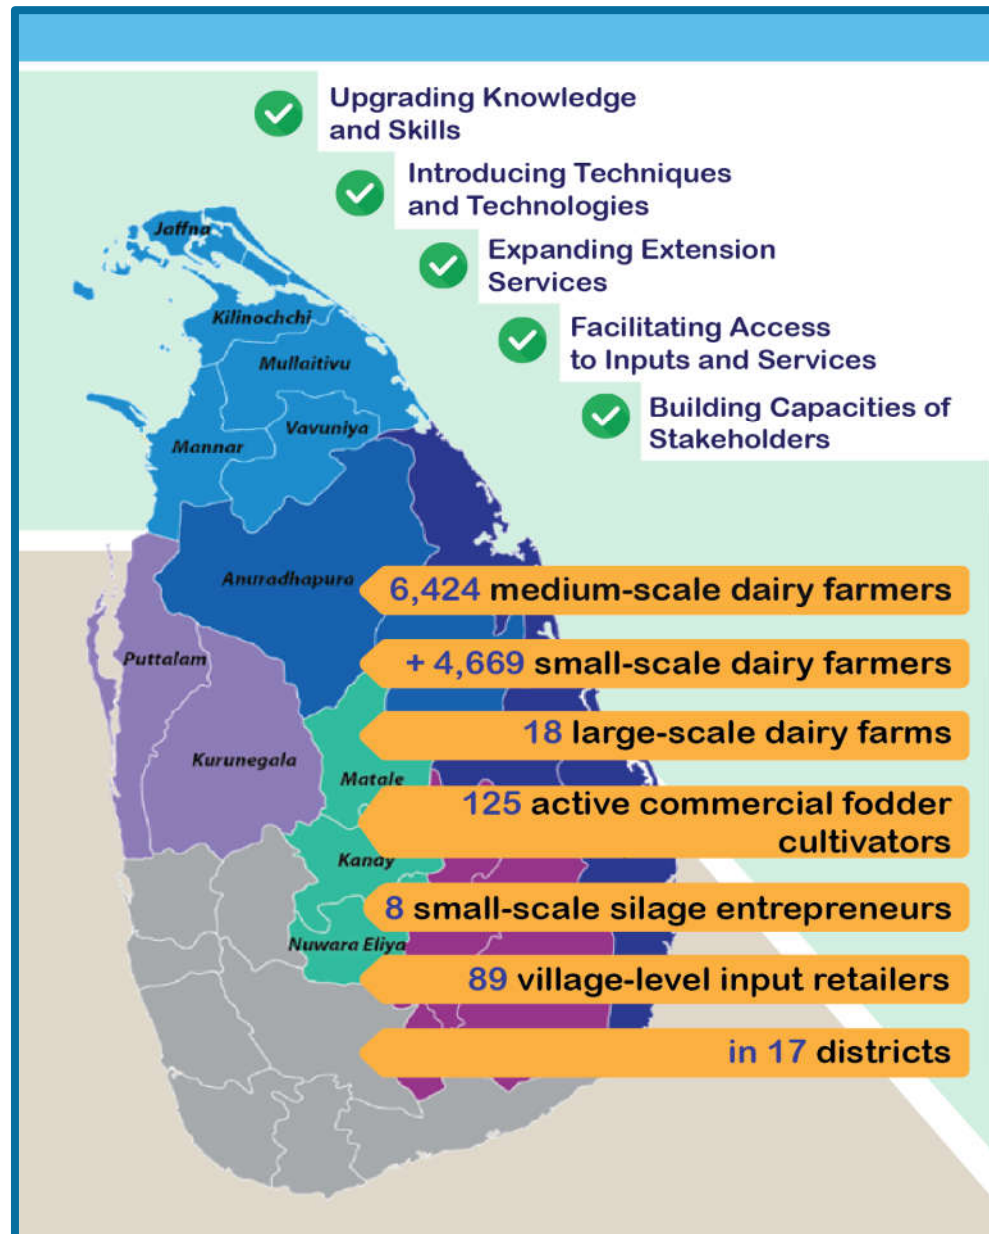 Upgrading Knowledge
and Skills
Introducing Techniques
and Technologies
Expanding Extension
Services
Facilitating Access
to Inputs and Services
Building Capacities of
Stakeholders
Jaffna
Kilinochchi
Mullaitivu
Vavuniya
Mannar
Anuradhapura
6,424 medium-scale dairy farmers
Puttalam
+ 4,669 small-scale dairy farmers
18 large-scale dairy farms
Kurunegala
Matale
125 active commercial fodder
cultivators
Kanay
8 small-scale silage entrepreneurs
Nuwara Eliya
89 village-level input retailers
in 17 districts